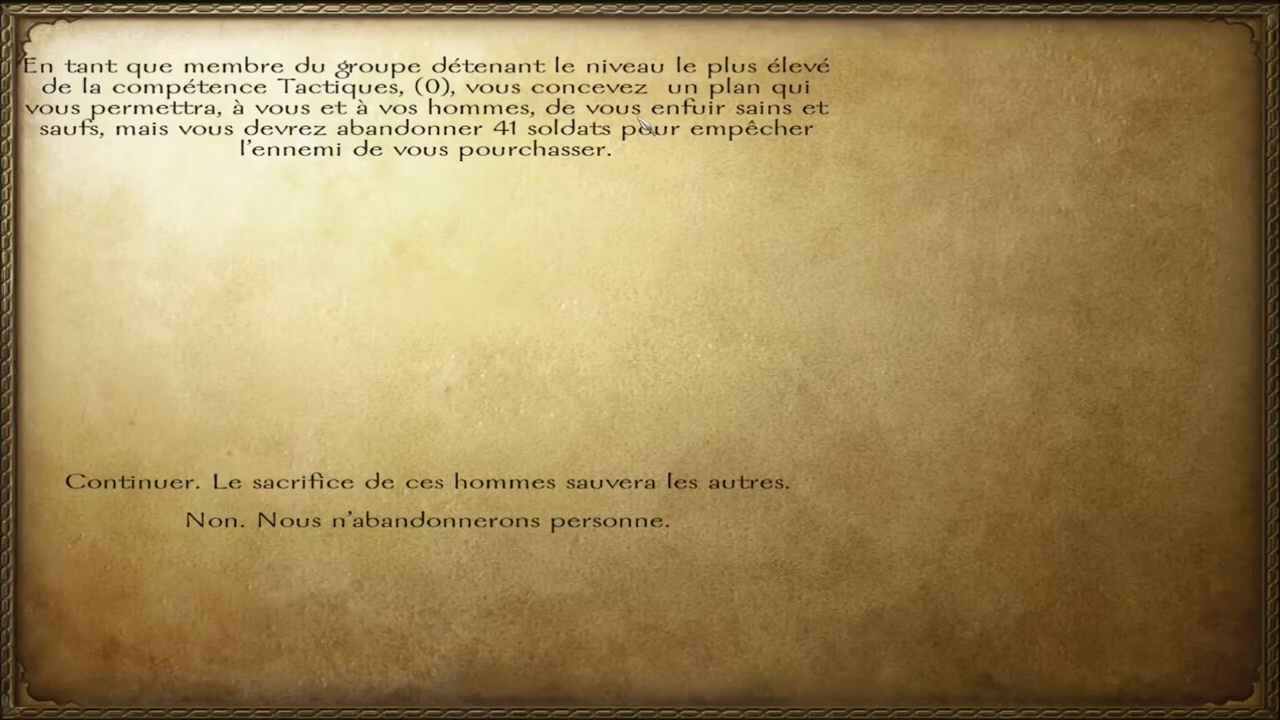 En tant que membre du groupe détenant le niveau le plus élevé
de la compétence Tactiques, (0), vous concevez  un plan qui
vous permettra, à vous et à vos hommes, de vous enfuir sains et
saufs, mais vous devrez abandonner 41 soldats pour empêcher
l'ennemi de vous pourchasser.
Continuer. Le sacrifice de ces hommes sauvera les autres.
Non. Nous n'abandonnerons personne.